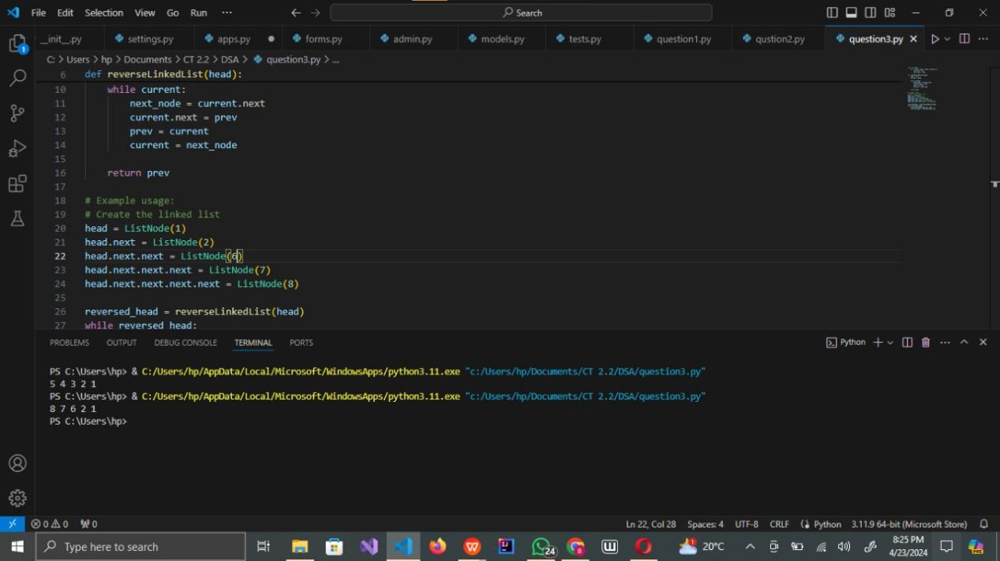 File Edit Selection View Go Run ··· Search
__init__.py settings.py apps.py forms.py admin.py models.py tests.py question1.py qustion2.py question3.py
C: > Users > hp > Documents > CT 2.2 > DSA > question3.py > ...
6 def reverseLinkedList(head):
10 while current:
11 next_node = current.next
12 current.next = prev
13 prev = current
14 current = next_node
15
16 return prev
17
18 # Example usage:
19 # Create the linked list
20 head = ListNode(1)
21 head.next = ListNode(2)
22 head.next.next = ListNode(6)
23 head.next.next.next = ListNode(7)
24 head.next.next.next.next = ListNode(8)
25
26 reversed_head = reverseLinkedList(head)
27 while reversed_head:
PROBLEMS OUTPUT DEBUG CONSOLE TERMINAL PORTS Python
PS C:\Users\hp> & C:/Users/hp/AppData/Local/Microsoft/WindowsApps/python3.11.exe "c:/Users/hp/Documents/CT 2.2/DSA/question3.py"
5 4 3 2 1
PS C:\Users\hp> & C:/Users/hp/AppData/Local/Microsoft/WindowsApps/python3.11.exe "c:/Users/hp/Documents/CT 2.2/DSA/question3.py"
8 7 6 2 1
PS C:\Users\hp>
0 0 0 Ln 22, Col 28 Spaces: 4 UTF-8 CRLF Python 3.11.9 64-bit (Microsoft Store)
Type here to search 24 20°C 8:25 PM
4/23/2024